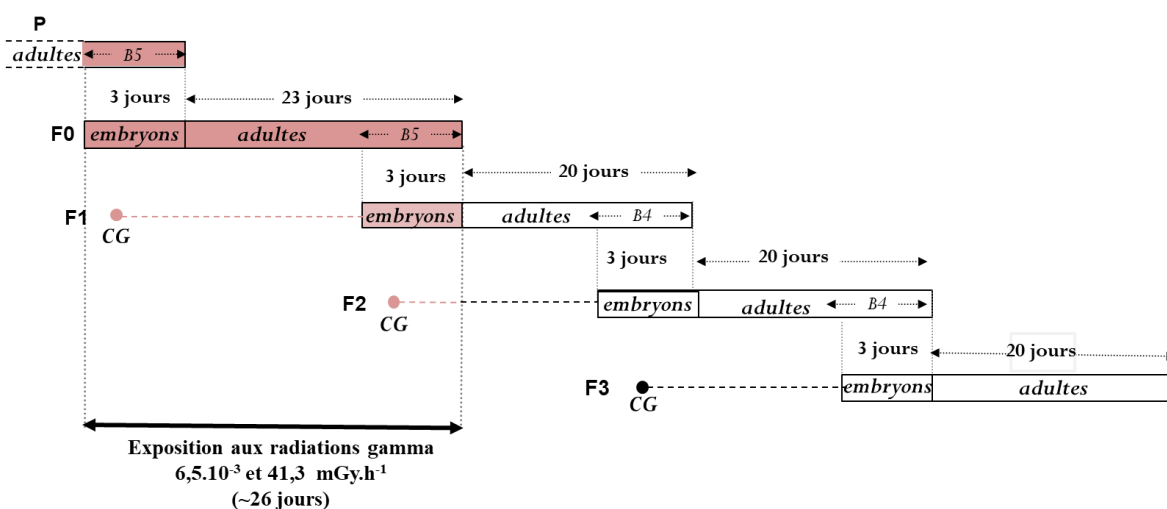 P
adultes B5
3 jours 23 jours
F0 embryons adultes B5
3 jours 20 jours
F1 CG embryons adultes B4
3 jours 20 jours
F2 CG embryons adultes B4
3 jours 20 jours
F3 CG embryons adultes
Exposition aux radiations gamma
6,5.10⁻³ et 41,3 mGy.h⁻¹
(~26 jours)